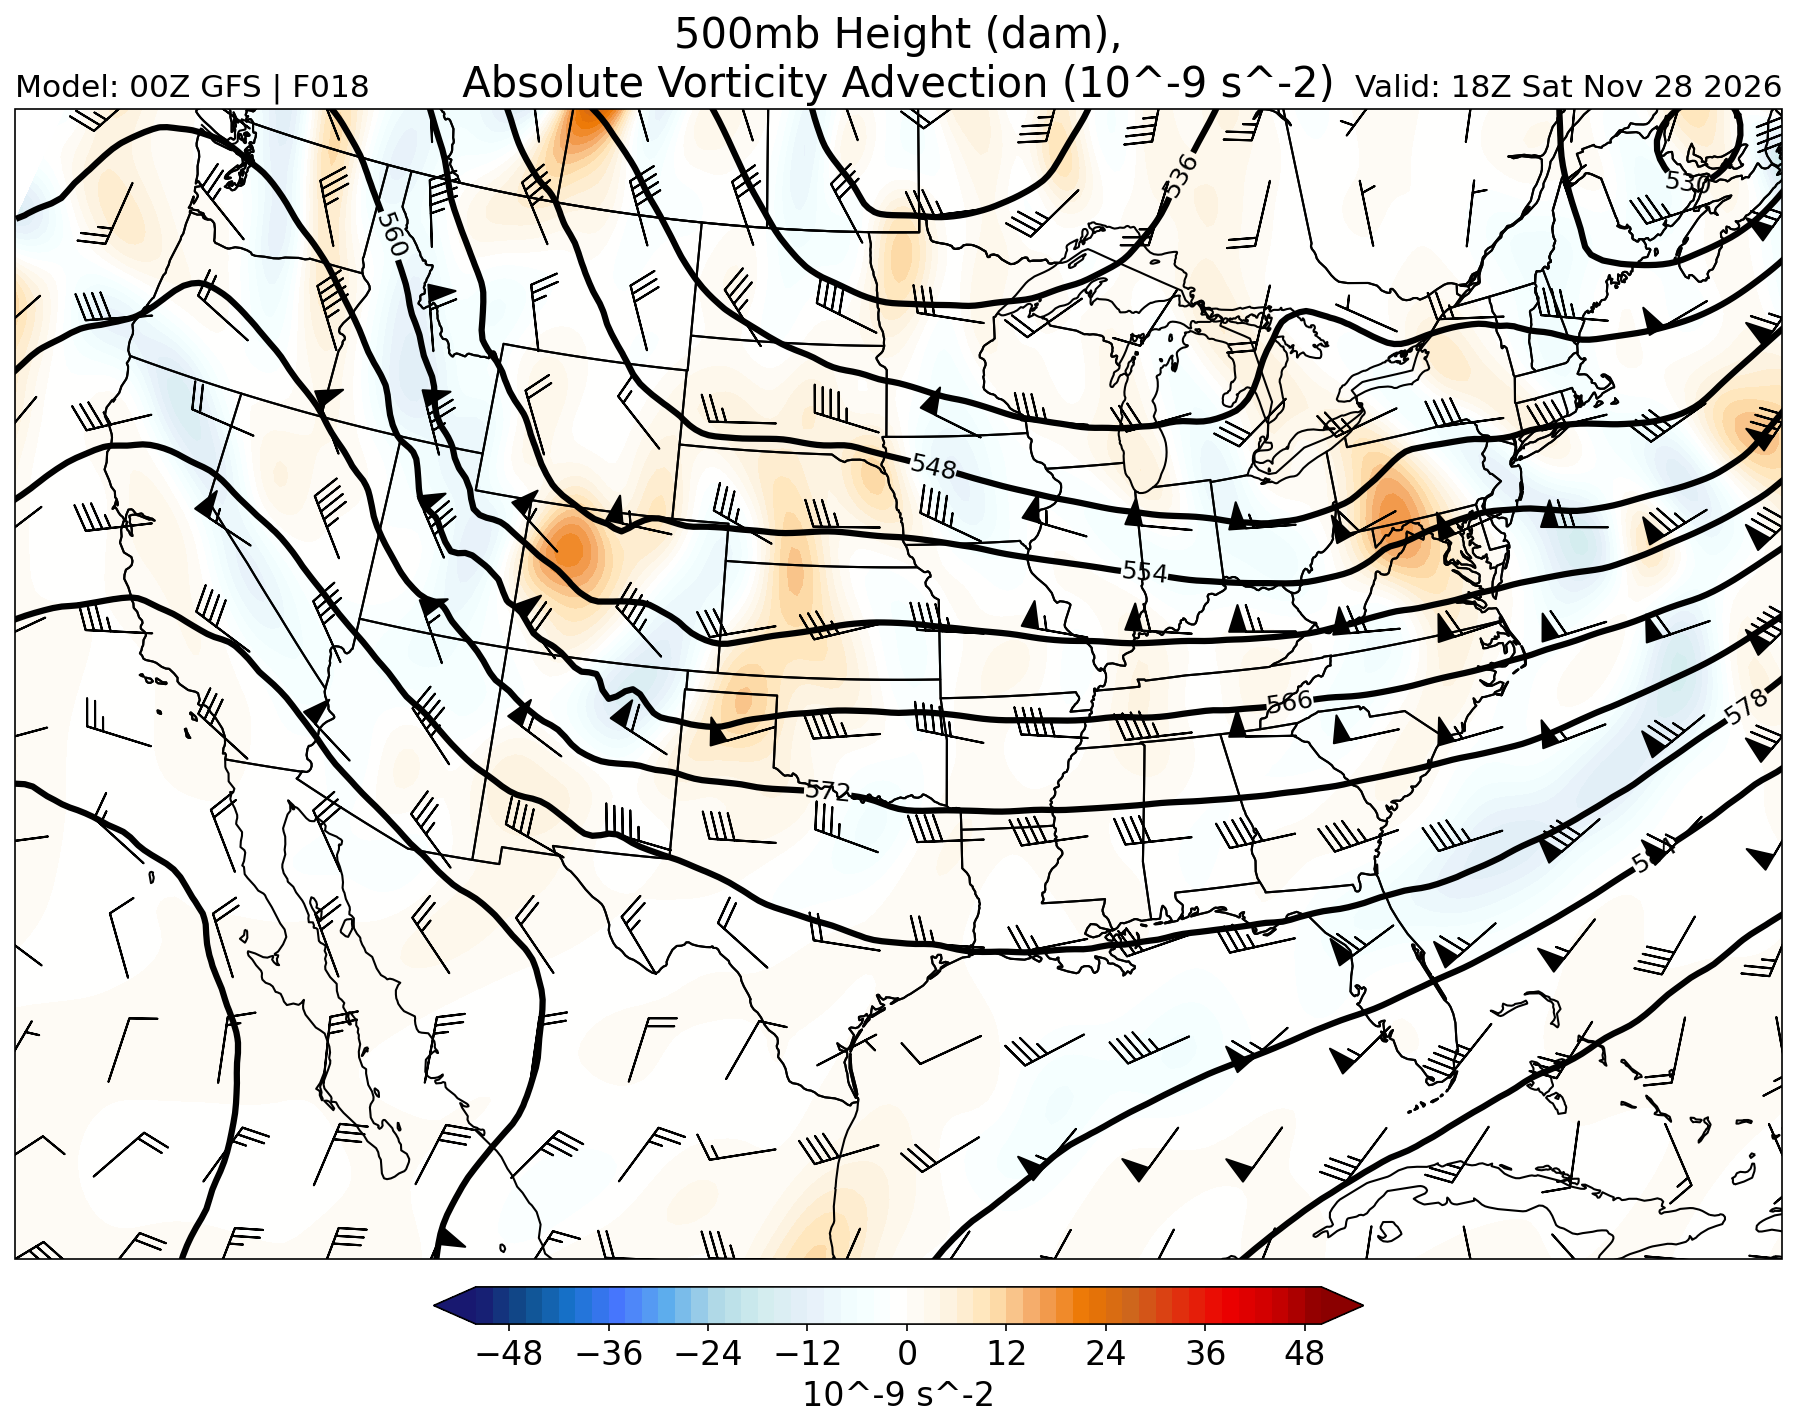 500mb Height (dam),
Model: 00Z GFS | F018
Absolute Vorticity Advection (10^-9 s^-2)
Valid: 18Z Sat Nov 28 2026
536
530
560
548
554
566
578
572
−48 −36 −24 −12 0 12 24 36 48
10^-9 s^-2